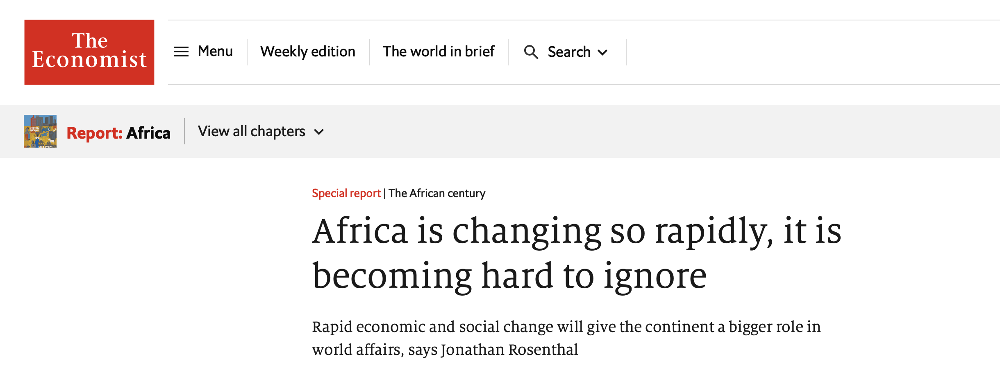 The
Economist
Menu
Weekly edition
The world in brief
Search
Report: Africa
View all chapters
Special report | The African century
Africa is changing so rapidly, it is
becoming hard to ignore
Rapid economic and social change will give the continent a bigger role in
world affairs, says Jonathan Rosenthal